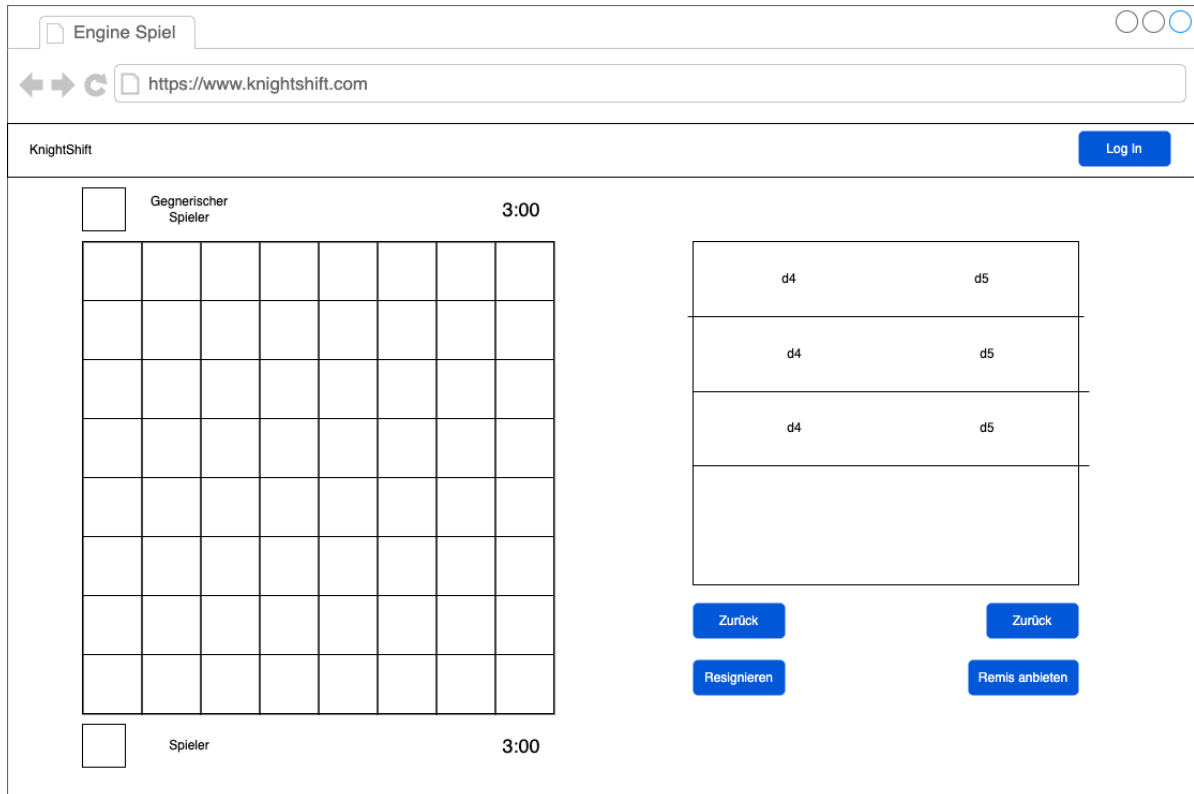 Engine Spiel
https://www.knightshift.com
KnightShift
Log In
Gegnerischer
Spieler
3:00
d4 d5
d4 d5
d4 d5
Zurück Zurück
Resignieren Remis anbieten
Spieler
3:00